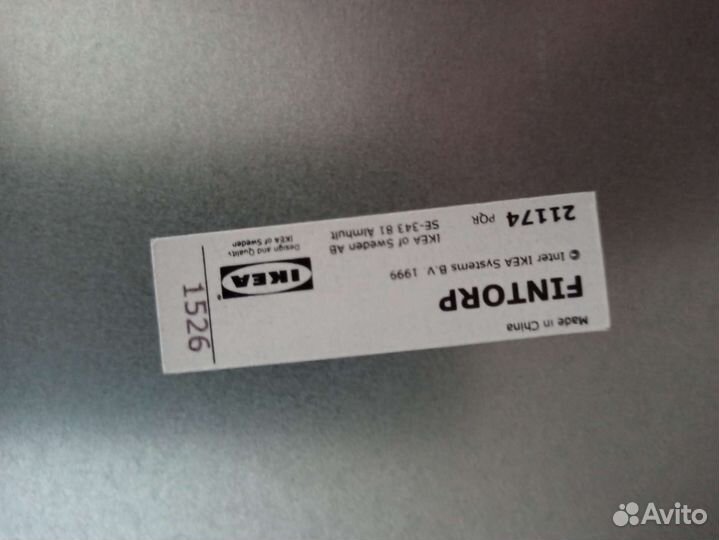 Made in China
FINTORP
© Inter IKEA Systems B.V. 1999
IKEA of Sweden AB
SE-343 81 Älmhult
21174 PQR
IKEA®
Design and Quality
IKEA of Sweden
1526
Avito